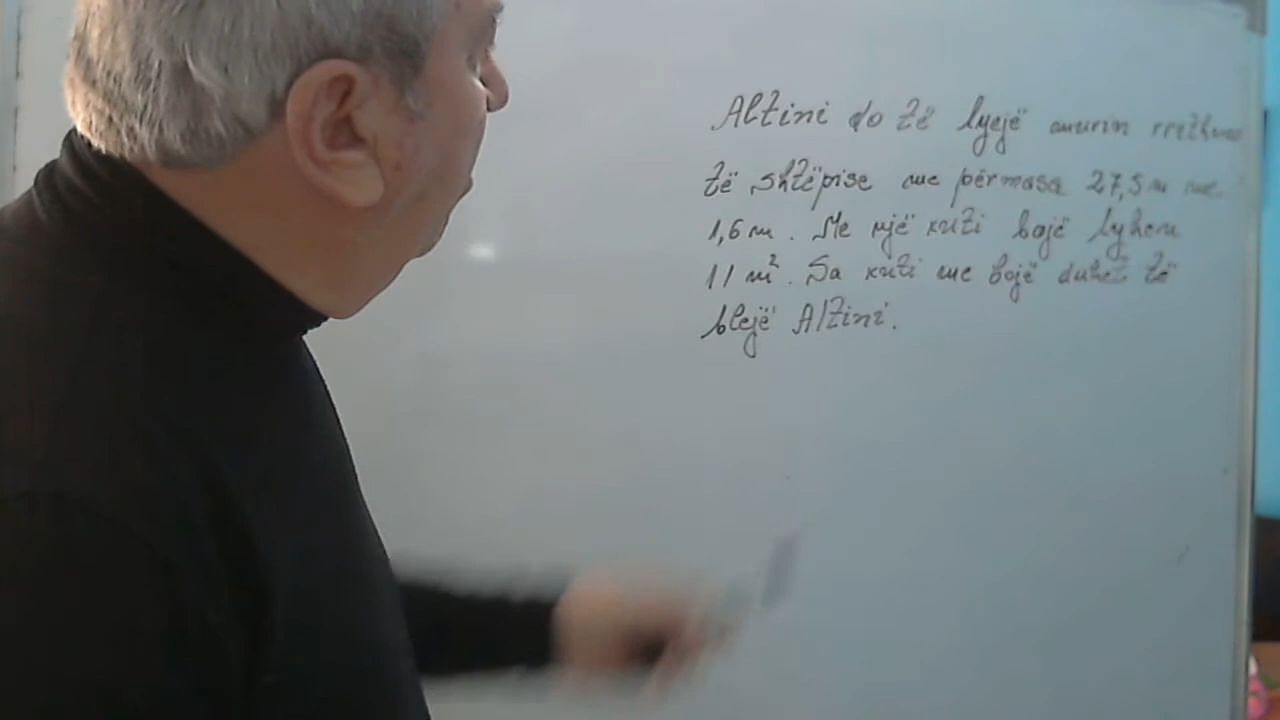 Altini do të lyejë murin rrethues
të shtëpise me përmasa 27,5 m me
1,6 m. Me një kuti bojë lyhen
11 m². Sa kuti me bojë duhet të
blejë Altini.